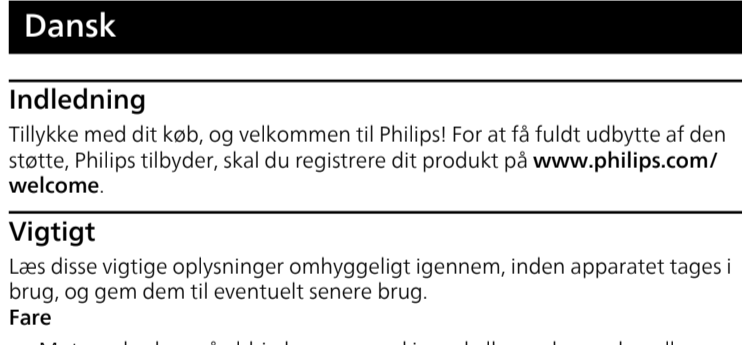 Dansk
Indledning
Tillykke med dit køb, og velkommen til Philips! For at få fuldt udbytte af den
støtte, Philips tilbyder, skal du registrere dit produkt på www.philips.com/
welcome.
Vigtigt
Læs disse vigtige oplysninger omhyggeligt igennem, inden apparatet tages i
brug, og gem dem til eventuelt senere brug.
Fare